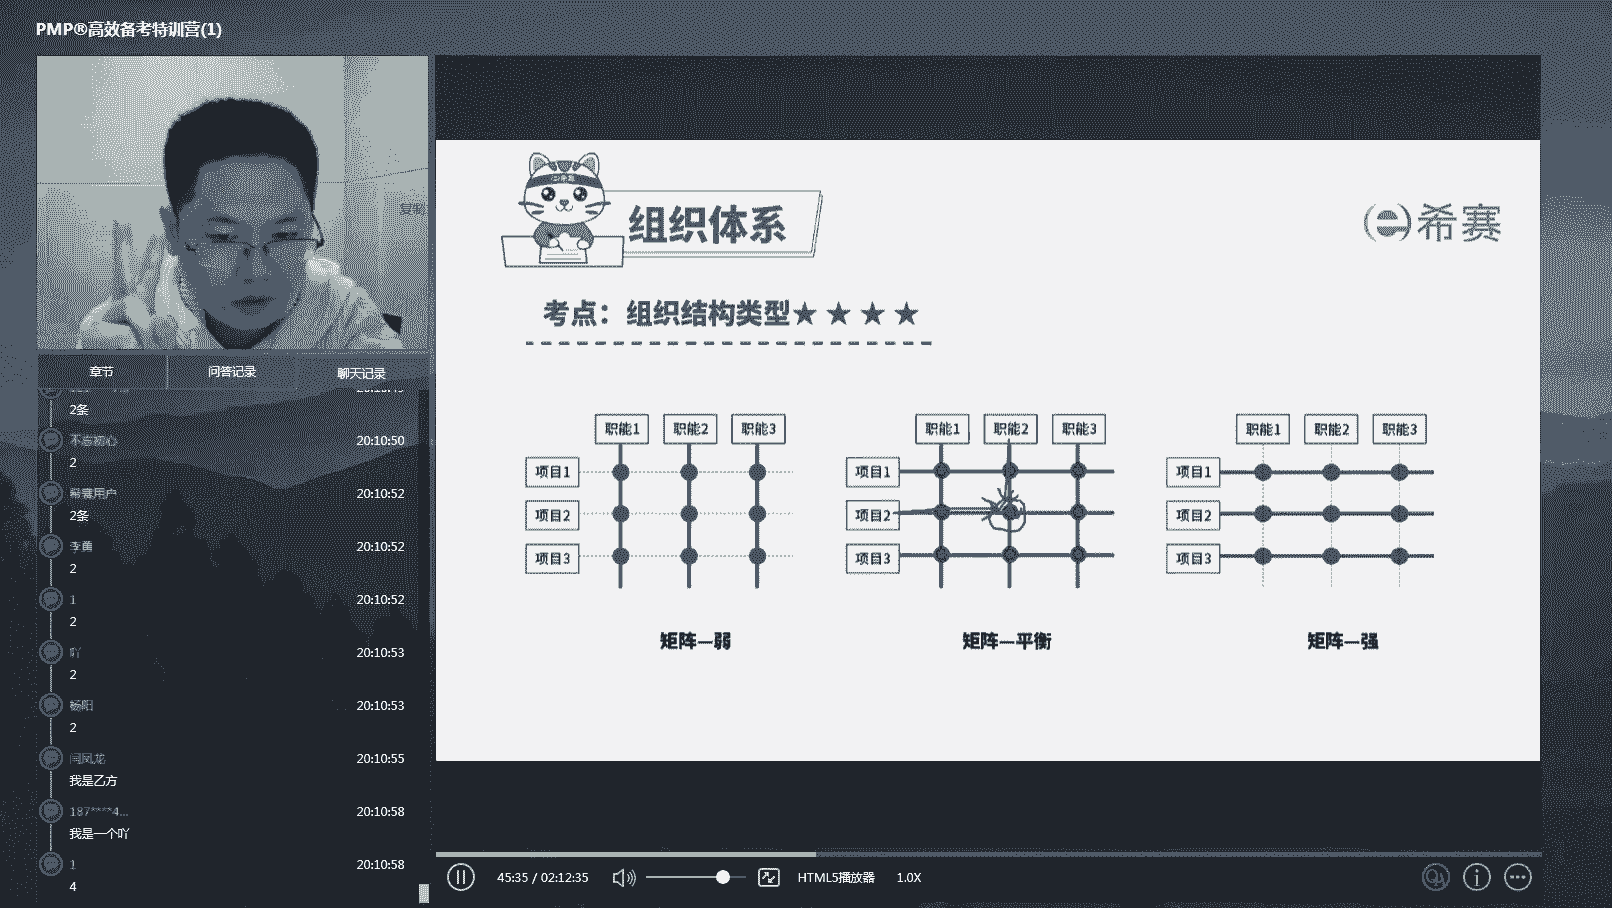 PMP®高效备考特训营(1)
复制
章节
问答记录
聊天记录
2条
不忘初心
20:10:50
2
希赛用户
20:10:52
2条
李黄
20:10:52
2
1
20:10:52
2
吖
20:10:53
2
杨阳
20:10:53
2
闫凤龙
20:10:55
我是乙方
187****4...
20:10:58
我是一个吖
1
20:10:58
4
组织体系
希赛
考点：组织结构类型★ ★ ★ ★
职能1
职能2
职能3
项目1
项目2
项目3
矩阵—弱
职能1
职能2
职能3
项目1
项目2
项目3
矩阵—平衡
职能1
职能2
职能3
项目1
项目2
项目3
矩阵—强
45:35 / 02:12:35
HTML5播放器
1.0X